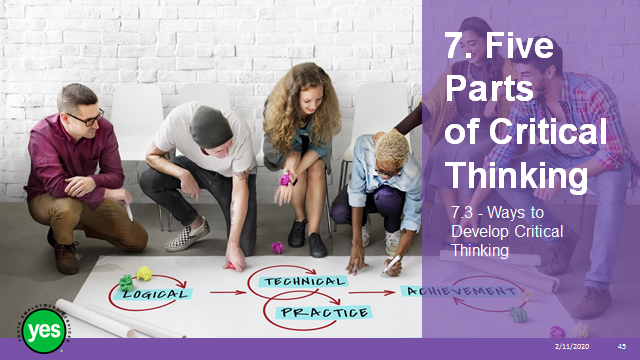 7. Five
Parts
of Critical
Thinking
7.3 - Ways to
Develop Critical
Thinking
LOGICAL
TECHNICAL
PRACTICE
ACHIEVEMENT
yes
2/11/2020
45